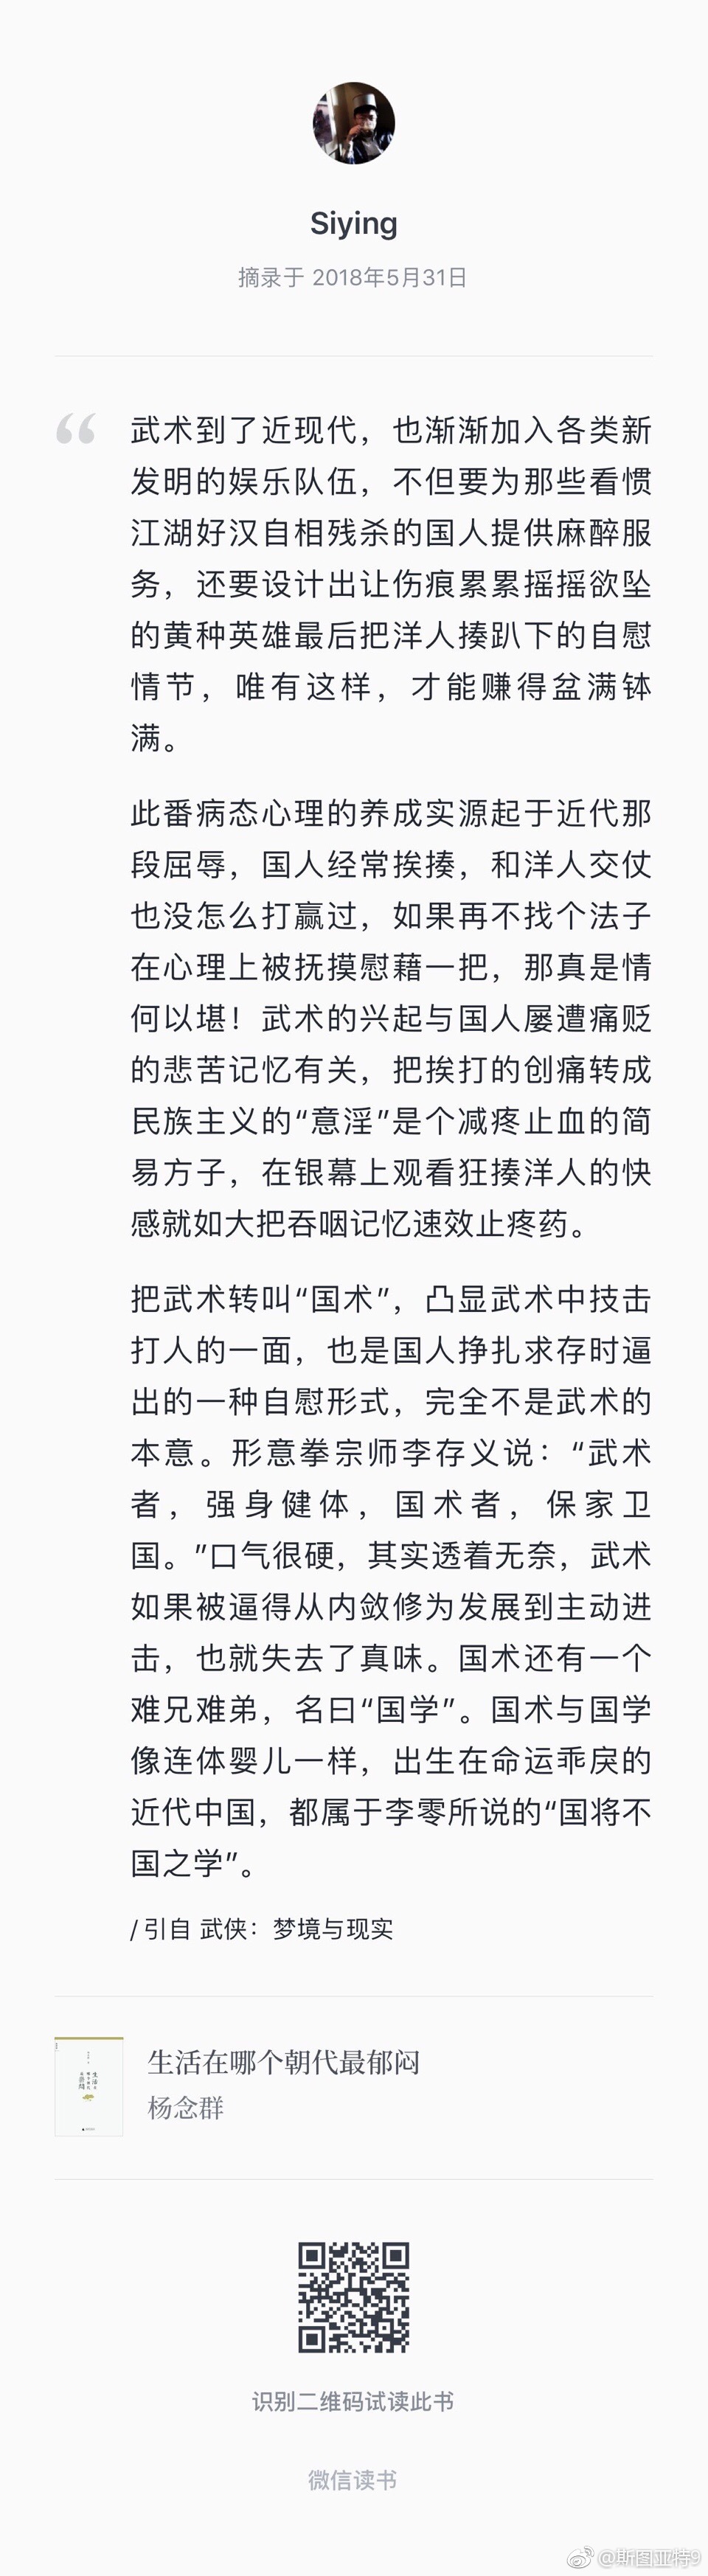 Siying
摘录于 2018年5月31日
“
武术到了近现代，也渐渐加入各类新
发明的娱乐队伍，不但要为那些看惯
江湖好汉自相残杀的国人提供麻醉服
务，还要设计出让伤痕累累摇摇欲坠
的黄种英雄最后把洋人揍趴下的自慰
情节，唯有这样，才能赚得盆满钵
满。
此番病态心理的养成实源起于近代那
段屈辱，国人经常挨揍，和洋人交仗
也没怎么打赢过，如果再不找个法子
在心理上被抚摸慰藉一把，那真是情
何以堪！武术的兴起与国人屡遭痛贬
的悲苦记忆有关，把挨打的创痛转成
民族主义的“意淫”是个减疼止血的简
易方子，在银幕上观看狂揍洋人的快
感就如大把吞咽记忆速效止疼药。
把武术转叫“国术”，凸显武术中技击
打人的一面，也是国人挣扎求存时逼
出的一种自慰形式，完全不是武术的
本意。形意拳宗师李存义说：“武术
者，强身健体，国术者，保家卫
国。”口气很硬，其实透着无奈，武术
如果被逼得从内敛修为发展到主动进
击，也就失去了真味。国术还有一个
难兄难弟，名曰“国学”。国术与国学
像连体婴儿一样，出生在命运乖戾的
近代中国，都属于李零所说的“国将不
国之学”。
/ 引自 武侠：梦境与现实
生活在哪个朝代最郁闷
杨念群
识别二维码试读此书
微信读书
@斯图亚特9